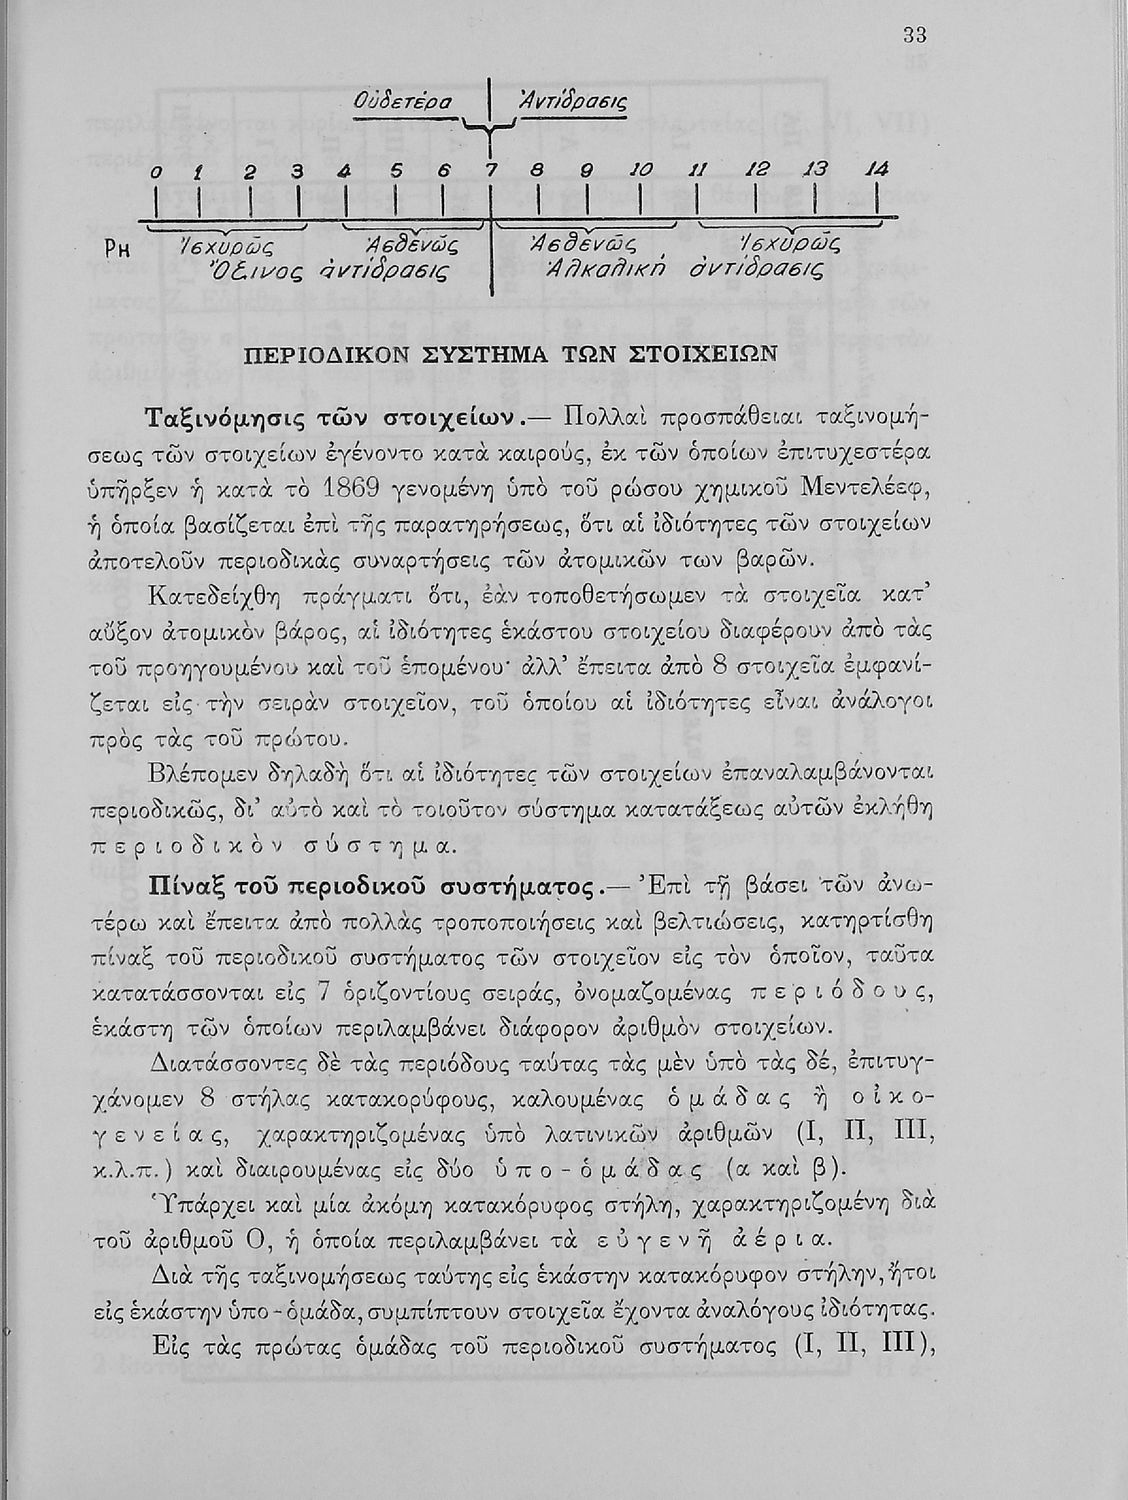 33
Οὐδετέρα Ἀντίδρασις
0 1 2 3 4 5 6 7 8 9 10 11 12 13 14
PH Ἰσχυρῶς Ἀσθενῶς Ἀσθενῶς Ἰσχυρῶς
Ὀξινος ἀντίδρασις Ἀλκαλικὴ ἀντίδρασις
ΠΕΡΙΟΔΙΚΟΝ ΣΥΣΤΗΜΑ ΤΩΝ ΣΤΟΙΧΕΙΩΝ
Ταξινόμησις τῶν στοιχείων.— Πολλαὶ προσπάθειαι ταξινομή-
σεως τῶν στοιχείων ἐγένοντο κατὰ καιρούς, ἐκ τῶν ὁποίων ἐπιτυχεστέρα
ὑπῆρξεν ἡ κατὰ τὸ 1869 γενομένη ὑπὸ τοῦ ρώσου χημικοῦ Μεντελέεφ,
ἡ ὁποία βασίζεται ἐπὶ τῆς παρατηρήσεως, ὅτι αἱ ἰδιότητες τῶν στοιχείων
ἀποτελοῦν περιοδικὰς συναρτήσεις τῶν ἀτομικῶν των βαρῶν.
Κατεδείχθη πράγματι ὅτι, ἐὰν τοποθετήσωμεν τὰ στοιχεῖα κατ’
αὔξον ἀτομικὸν βάρος, αἱ ἰδιότητες ἑκάστου στοιχείου διαφέρουν ἀπὸ τὰς
τοῦ προηγουμένου καὶ τοῦ ἑπομένου· ἀλλ’ ἔπειτα ἀπὸ 8 στοιχεῖα ἐμφανί-
ζεται εἰς τὴν σειρὰν στοιχεῖον, τοῦ ὁποίου αἱ ἰδιότητες εἶναι ἀνάλογοι
πρὸς τὰς τοῦ πρώτου.
Βλέπομεν δηλαδὴ ὅτι αἱ ἰδιότητες τῶν στοιχείων ἐπαναλαμβάνονται
περιοδικῶς, δι’ αὐτὸ καὶ τὸ τοιοῦτον σύστημα κατατάξεως αὐτῶν ἐκλήθη
π ε ρ ι ο δ ι κ ὸ ν σ ύ σ τ η μ α.
Πίναξ τοῦ περιοδικοῦ συστήματος.— Ἐπὶ τῇ βάσει τῶν ἀνω-
τέρω καὶ ἔπειτα ἀπὸ πολλὰς τροποποιήσεις καὶ βελτιώσεις, κατηρτίσθη
πίναξ τοῦ περιοδικοῦ συστήματος τῶν στοιχεῖον εἰς τὸν ὁποῖον, ταῦτα
κατατάσσονται εἰς 7 ὁριζοντίους σειράς, ὀνομαζομένας π ε ρ ι ό δ ο υ ς,
ἑκάστη τῶν ὁποίων περιλαμβάνει διάφορον ἀριθμὸν στοιχείων.
Διατάσσοντες δὲ τὰς περιόδους ταύτας τὰς μὲν ὑπὸ τὰς δέ, ἐπιτυγ-
χάνομεν 8 στήλας κατακορύφους, καλουμένας ὁ μ ά δ α ς ἢ ο ἰ κ ο-
γ ε ν ε ί α ς, χαρακτηριζομένας ὑπὸ λατινικῶν ἀριθμῶν (I, II, III,
κ.λ.π.) καὶ διαιρουμένας εἰς δύο ὑ π ο - ὁ μ ά δ α ς (α καὶ β).
Ὑπάρχει καὶ μία ἀκόμη κατακόρυφος στήλη, χαρακτηριζομένη διὰ
τοῦ ἀριθμοῦ Ο, ἡ ὁποία περιλαμβάνει τὰ ε ὐ γ ε ν ῆ ἀ έ ρ ι α.
Διὰ τῆς ταξινομήσεως ταύτης εἰς ἑκάστην κατακόρυφον στήλην, ἤτοι
εἰς ἑκάστην ὑπο-ὁμάδα, συμπίπτουν στοιχεῖα ἔχοντα ἀναλόγους ἰδιότητας.
Εἰς τὰς πρώτας ὁμάδας τοῦ περιοδικοῦ συστήματος (I, II, III),